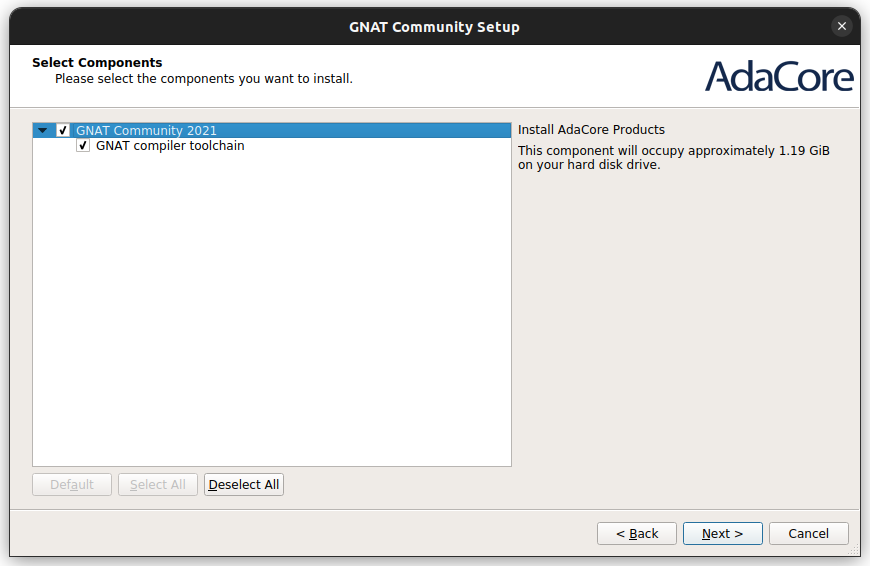 GNAT Community Setup
Select Components
Please select the components you want to install.
AdaCore
GNAT Community 2021
GNAT compiler toolchain
Install AdaCore Products
This component will occupy approximately 1.19 GiB
on your hard disk drive.
Default
Select All
Deselect All
< Back
Next >
Cancel